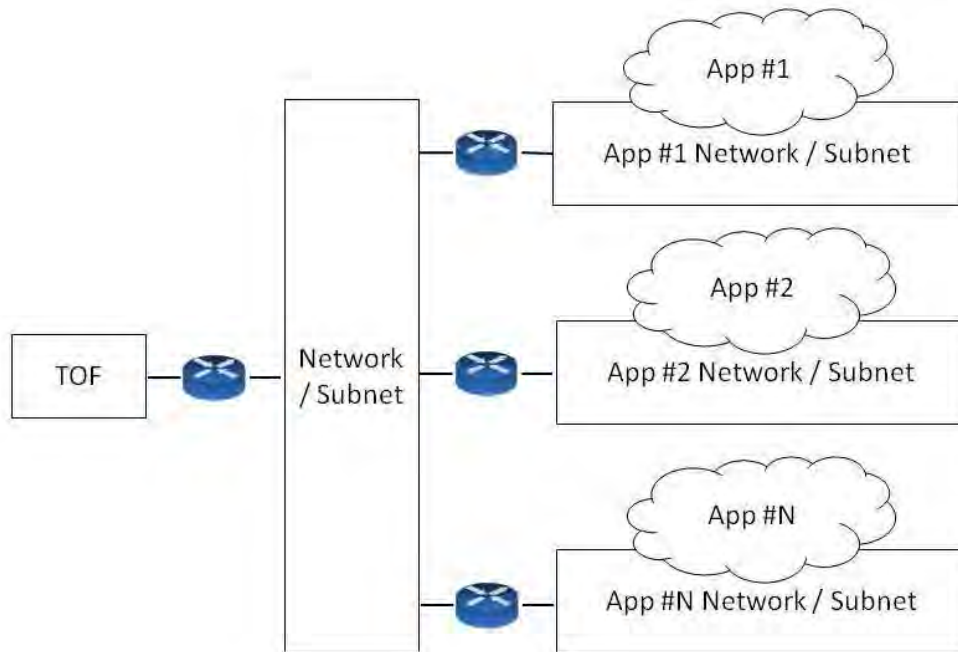 App #1
App #1 Network / Subnet
App #2
TOF
Network
/ Subnet
App #2 Network / Subnet
App #N
App #N Network / Subnet